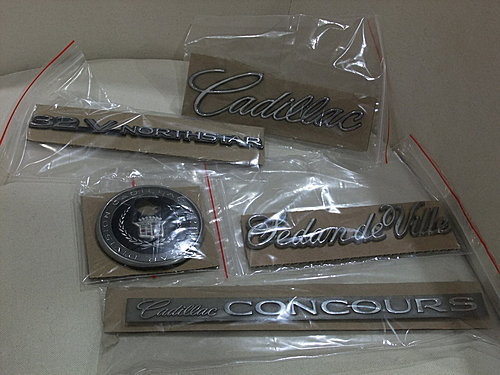 Cadillac
32V NORTHSTAR
Sedan de Ville
Cadillac CONCOURS